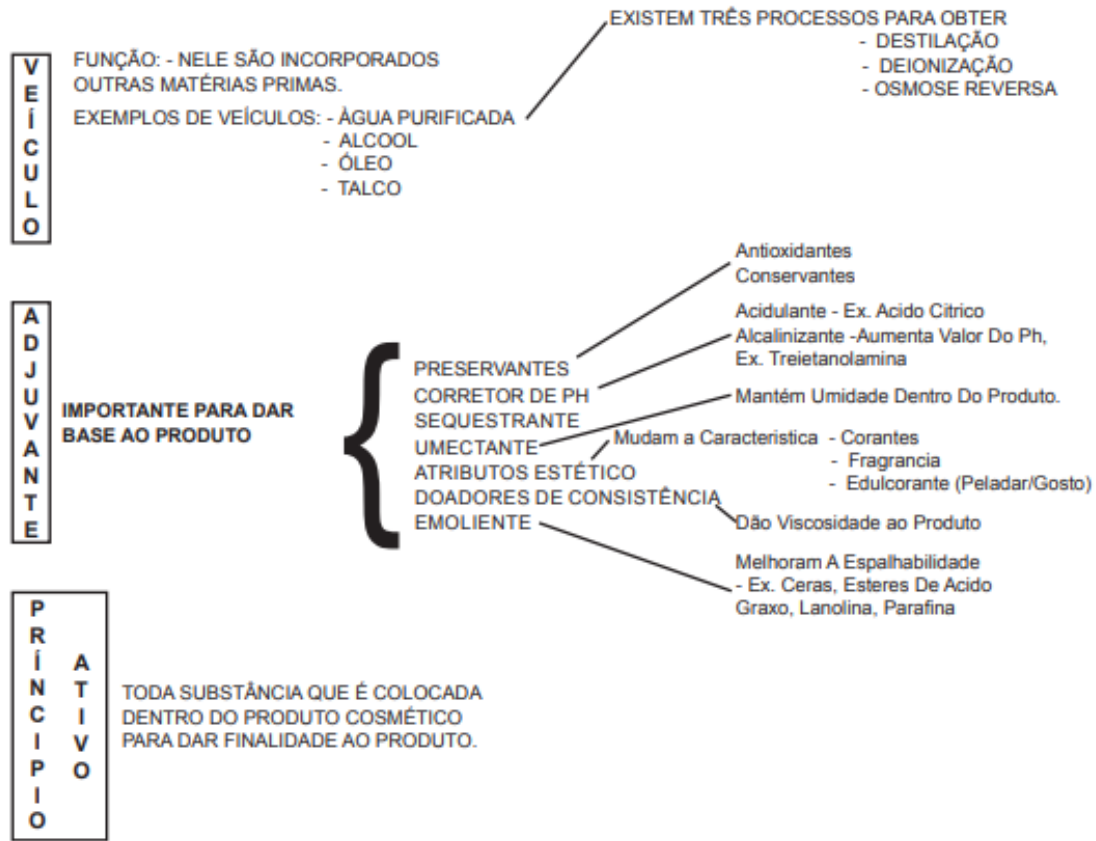 EXISTEM TRÊS PROCESSOS PARA OBTER
- DESTILAÇÃO
- DEIONIZAÇÃO
- OSMOSE REVERSA
VEÍCULO
FUNÇÃO: - NELE SÃO INCORPORADOS
OUTRAS MATÉRIAS PRIMAS.
EXEMPLOS DE VEÍCULOS: - ÀGUA PURIFICADA
- ALCOOL
- ÓLEO
- TALCO
ADJUVANTE
IMPORTANTE PARA DAR
BASE AO PRODUTO
{
PRESERVANTES
CORRETOR DE PH
SEQUESTRANTE
UMECTANTE
ATRIBUTOS ESTÉTICO
DOADORES DE CONSISTÊNCIA
EMOLIENTE
Antioxidantes
Conservantes
Acidulante - Ex. Acido Citrico
Alcalinizante -Aumenta Valor Do Ph,
Ex. Treietanolamina
Mantém Umidade Dentro Do Produto.
Mudam a Caracteristica - Corantes
- Fragrancia
- Edulcorante (Peladar/Gosto)
Dão Viscosidade ao Produto
Melhoram A Espalhabilidade
- Ex. Ceras, Esteres De Acido
Graxo, Lanolina, Parafina
PRÍNCIPIO
ATIVO
TODA SUBSTÂNCIA QUE É COLOCADA
DENTRO DO PRODUTO COSMÉTICO
PARA DAR FINALIDADE AO PRODUTO.